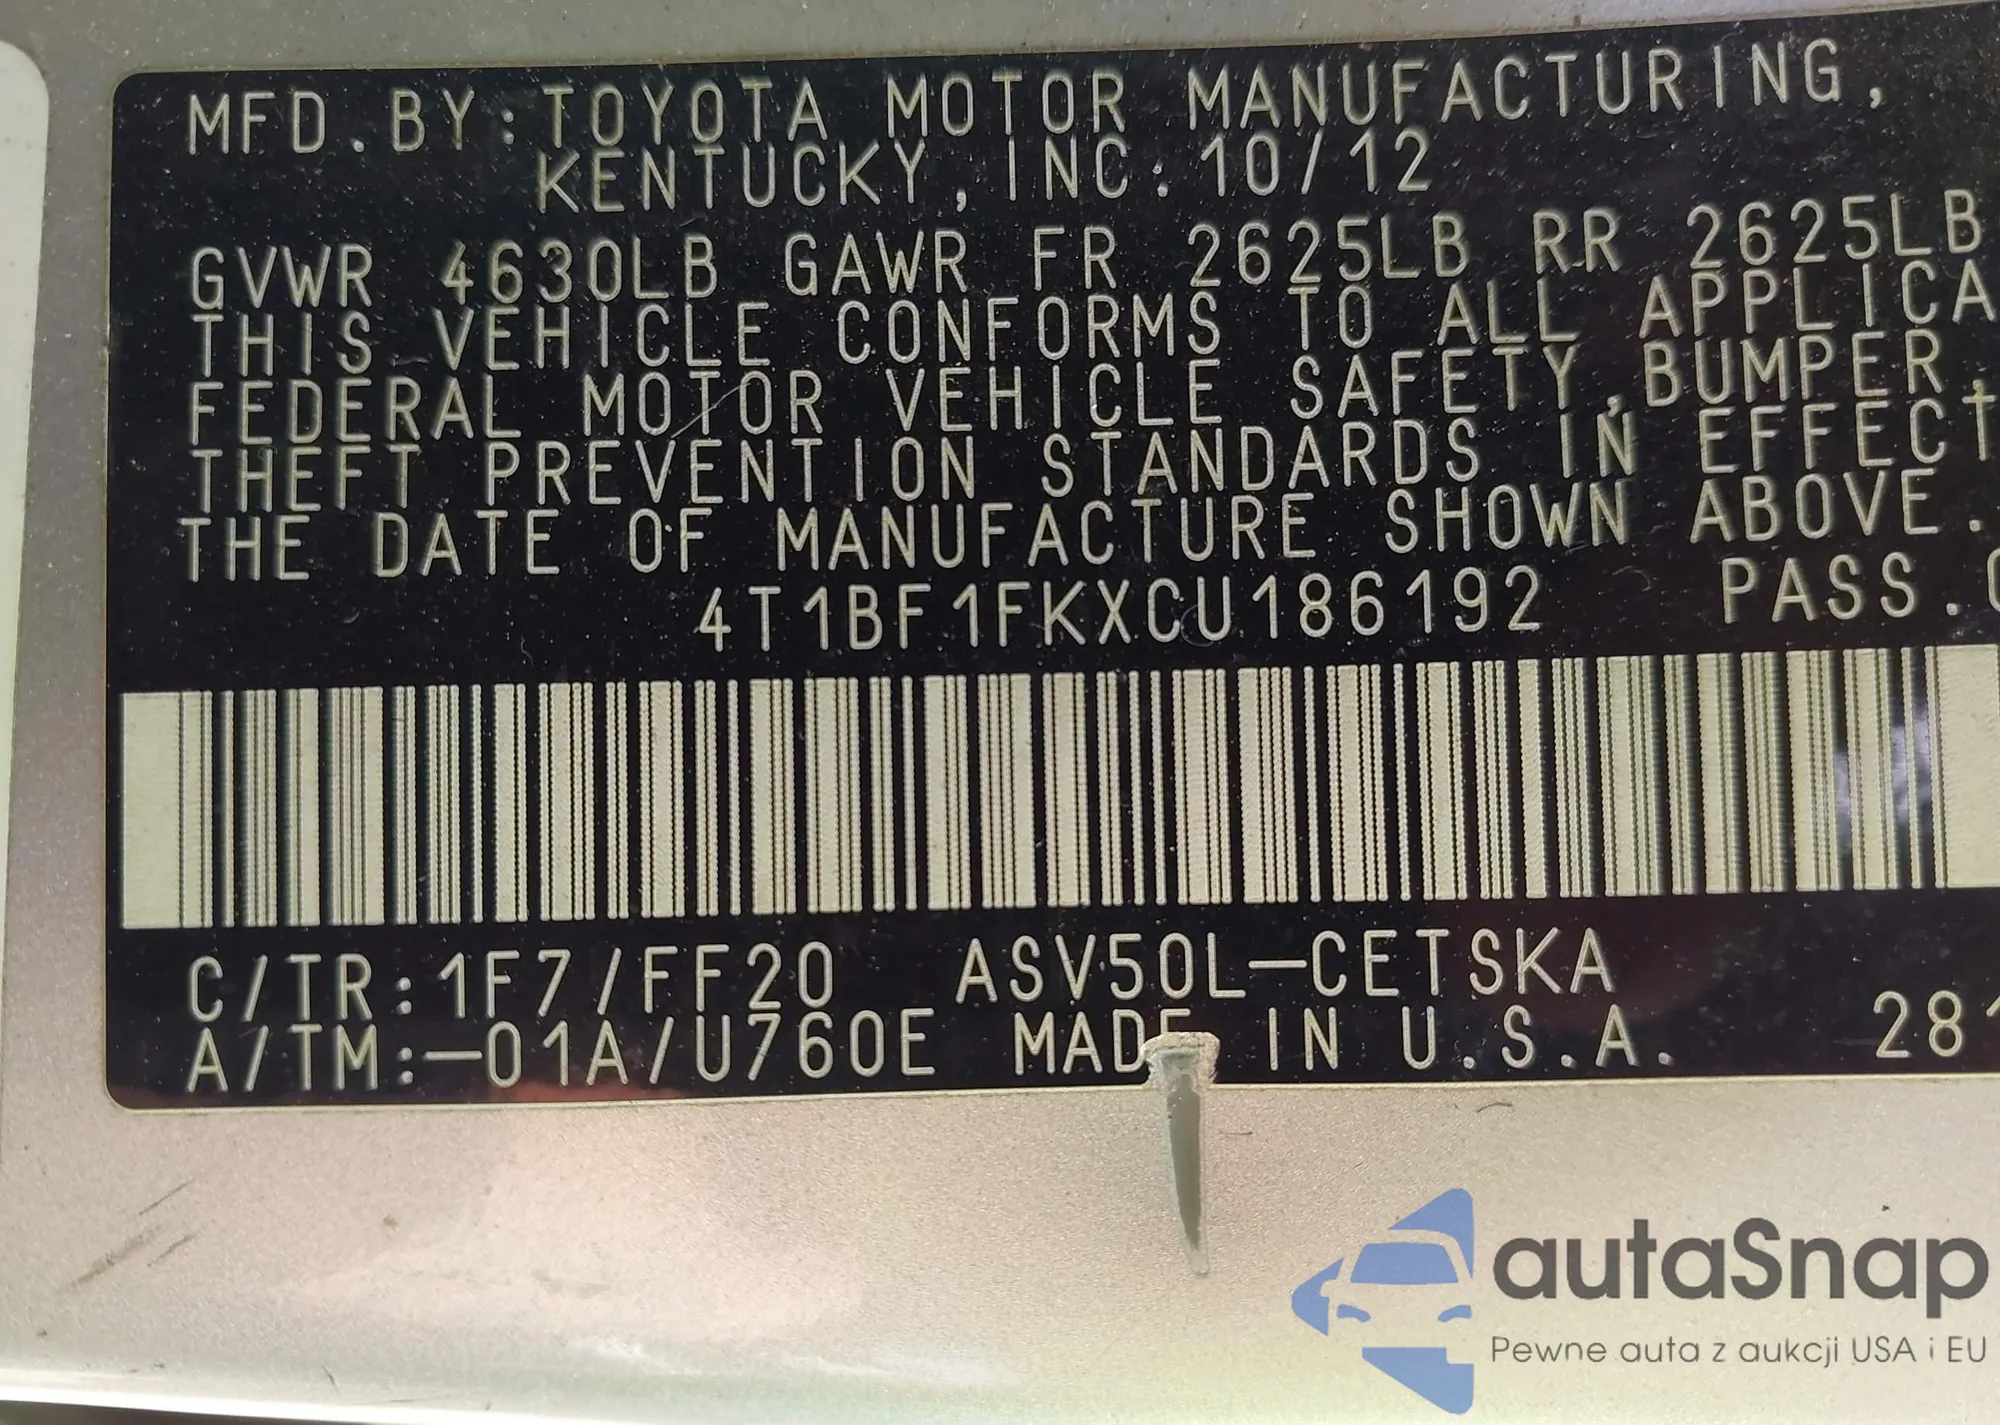 MFD.BY:TOYOTA MOTOR MANUFACTURING,
KENTUCKY,INC. 10/12
GVWR 4630LB GAWR FR 2625LB RR 2625LB
THIS VEHICLE CONFORMS TO ALL APPLICA
FEDERAL MOTOR VEHICLE SAFETY,BUMPER,
THEFT PREVENTION STANDARDS IN EFFECT
THE DATE OF MANUFACTURE SHOWN ABOVE.
4T1BF1FKXCU186192 PASS.
C/TR:1F7/FF20 ASV50L-CETSKA
A/TM:-01A/U760E MADE IN U.S.A. 281
autaSnap
Pewne auta z aukcji USA i EU